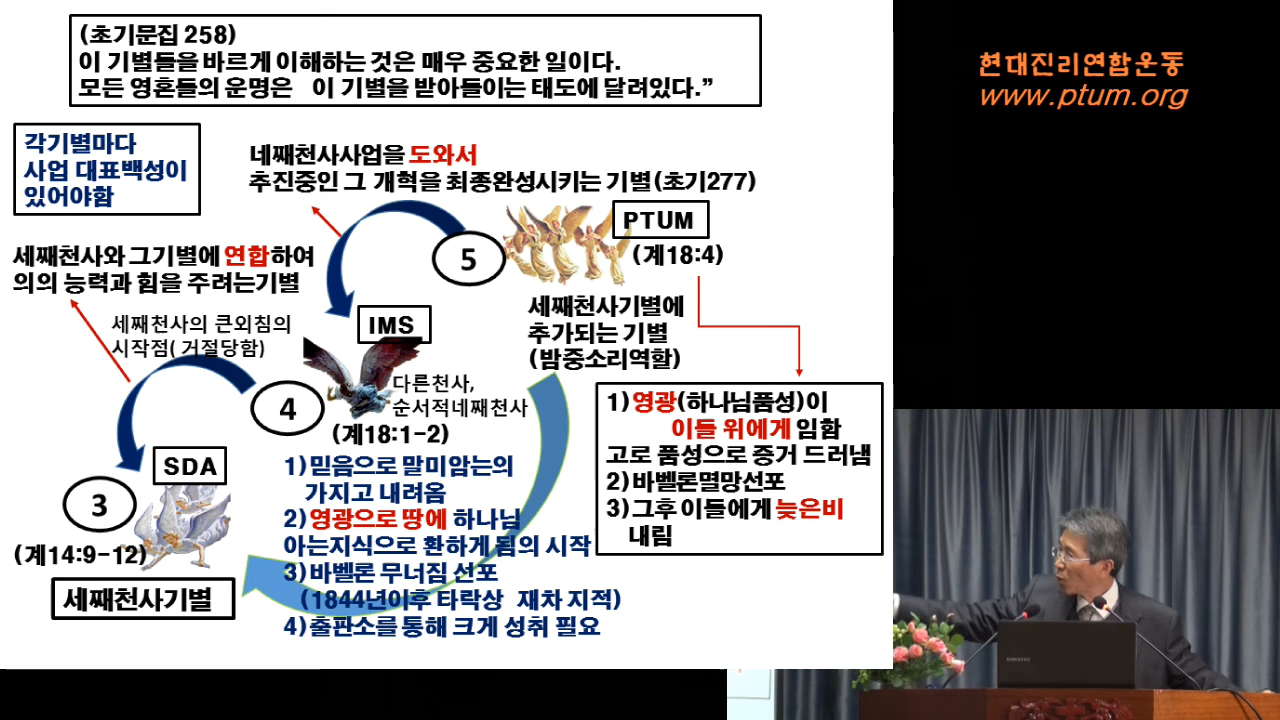 (초기문집 258)
이 기별들을 바르게 이해하는 것은 매우 중요한 일이다.
모든 영혼들의 운명은 이 기별을 받아들이는 태도에 달려있다.”
현대진리연합운동
www.ptum.org
각기별마다
사업 대표백성이
있어야함
네째천사사업을 도와서
추진중인 그 개혁을 최종완성시키는 기별(초기277)
5
PTUM
(계18:4)
세째천사와 그기별에 연합하여
의의 능력과 힘을 주려는기별
세째천사기별에
추가되는 기별
(밤중소리역할)
세째천사의 큰외침의
시작점( 거절당함)
IMS
4
다른천사,
순서적네째천사
(계18:1-2)
1)영광(하나님품성)이
이들 위에게 임함
고로 품성으로 증거 드러냄
2)바벨론멸망선포
3)그후 이들에게 늦은비
내림
SDA
3
(계14:9-12)
세째천사기별
1)믿음으로 말미암는의
가지고 내려옴
2)영광으로 땅에 하나님
아는지식으로 환하게 됨의 시작
3)바벨론 무너짐 선포
(1844년이후 타락상 재차 지적)
4)출판소를 통해 크게 성취 필요